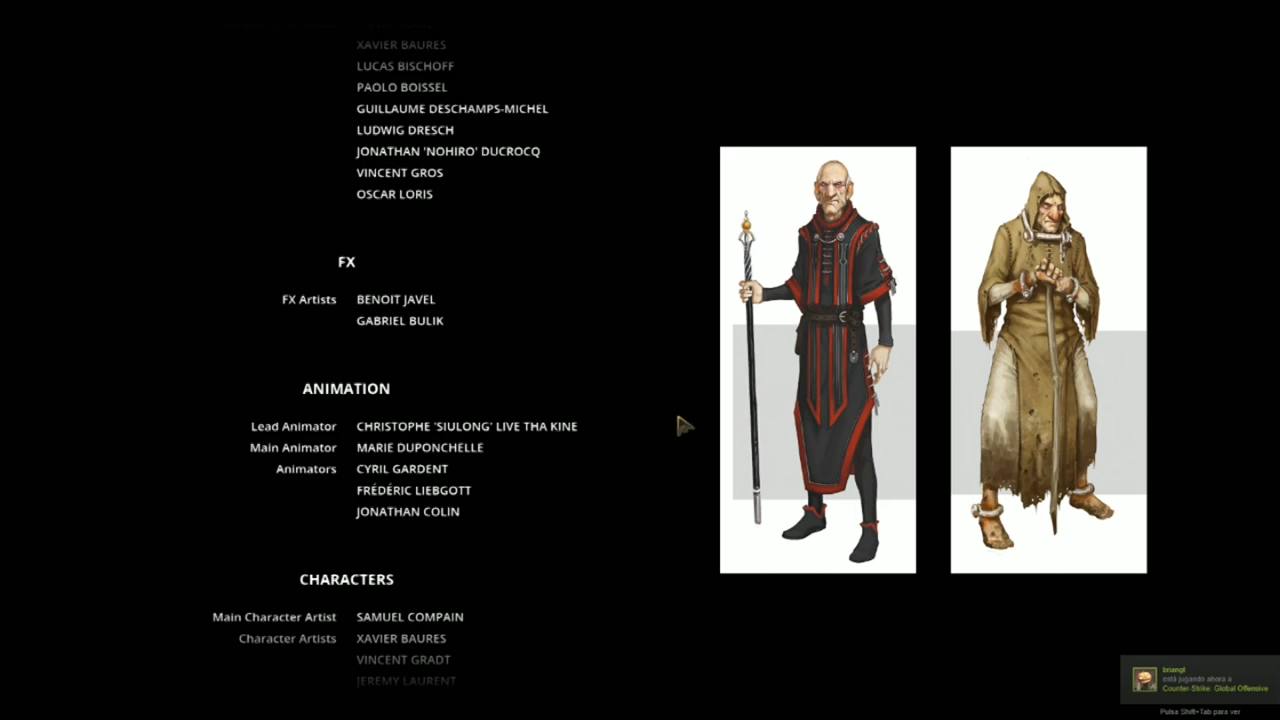 XAVIER BAURES
LUCAS BISCHOFF
PAOLO BOISSEL
GUILLAUME DESCHAMPS-MICHEL
LUDWIG DRESCH
JONATHAN 'NOHIRO' DUCROCQ
VINCENT GROS
OSCAR LORIS
FX
FX Artists BENOIT JAVEL
GABRIEL BULIK
ANIMATION
Lead Animator CHRISTOPHE 'SIULONG' LIVE THA KINE
Main Animator MARIE DUPONCHELLE
Animators CYRIL GARDENT
FRÉDÉRIC LIEBGOTT
JONATHAN COLIN
CHARACTERS
Main Character Artist SAMUEL COMPAIN
Character Artists XAVIER BAURES
VINCENT GRADT
JEREMY LAURENT
briangt
está jugando ahora a
Counter-Strike: Global Offensive
Pulsa Shift+Tab para ver